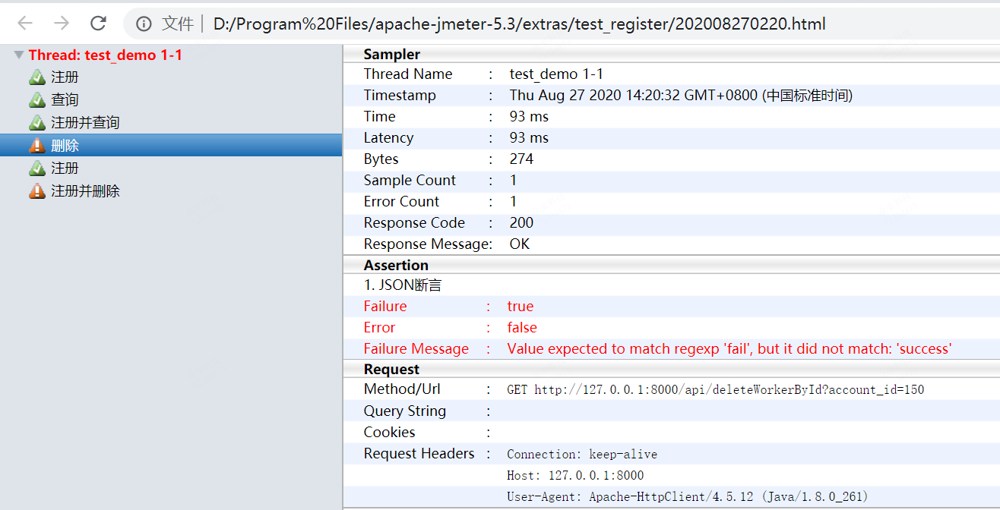 文件 | D:/Program%20Files/apache-jmeter-5.3/extras/test_register/202008270220.html
Thread: test_demo 1-1
注册
查询
注册并查询
删除
注册
注册并删除
Sampler
Thread Name : test_demo 1-1
Timestamp : Thu Aug 27 2020 14:20:32 GMT+0800 (中国标准时间)
Time : 93 ms
Latency : 93 ms
Bytes : 274
Sample Count : 1
Error Count : 1
Response Code : 200
Response Message: OK
Assertion
1. JSON断言
Failure : true
Error : false
Failure Message : Value expected to match regexp 'fail', but it did not match: 'success'
Request
Method/Url : GET http://127.0.0.1:8000/api/deleteWorkerById?account_id=150
Query String :
Cookies :
Request Headers : Connection: keep-alive
Host: 127.0.0.1:8000
User-Agent: Apache-HttpClient/4.5.12 (Java/1.8.0_261)